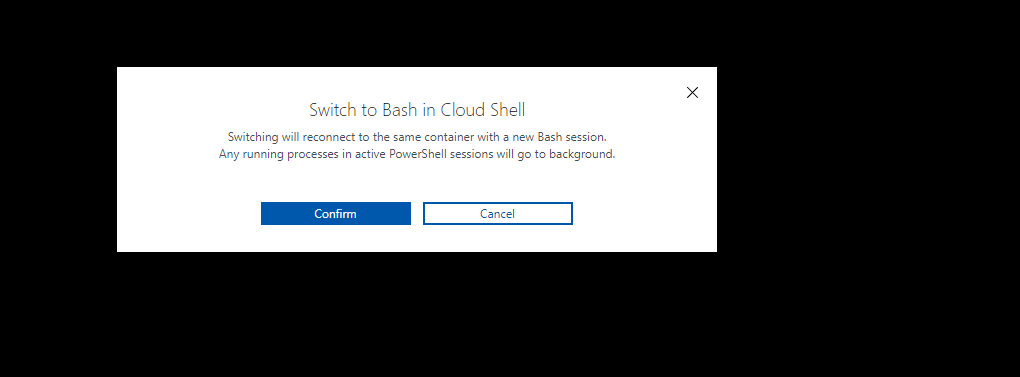 Switch to Bash in Cloud Shell
Switching will reconnect to the same container with a new Bash session.
Any running processes in active PowerShell sessions will go to background.
Confirm
Cancel